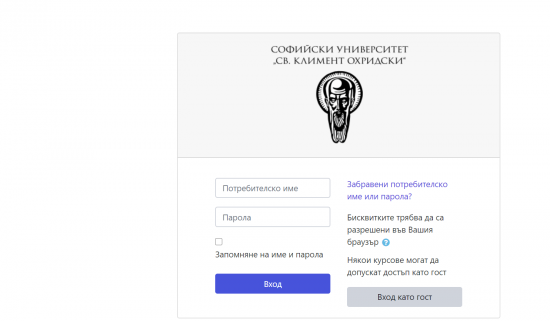 СОФИЙСКИ УНИВЕРСИТЕТ
„СВ. КЛИМЕНТ ОХРИДСКИ“
Потребителско име
Парола
Запомняне на име и парола
Вход
Забравени потребителско
име или парола?
Бисквитките трябва да са
разрешени във Вашия
браузър ?
Някои курсове могат да
допускат достъп като гост
Вход като гост